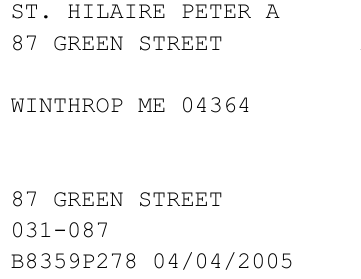 ST. HILAIRE PETER A
87 GREEN STREET
WINTHROP ME 04364
87 GREEN STREET
031-087
B8359P278 04/04/2005